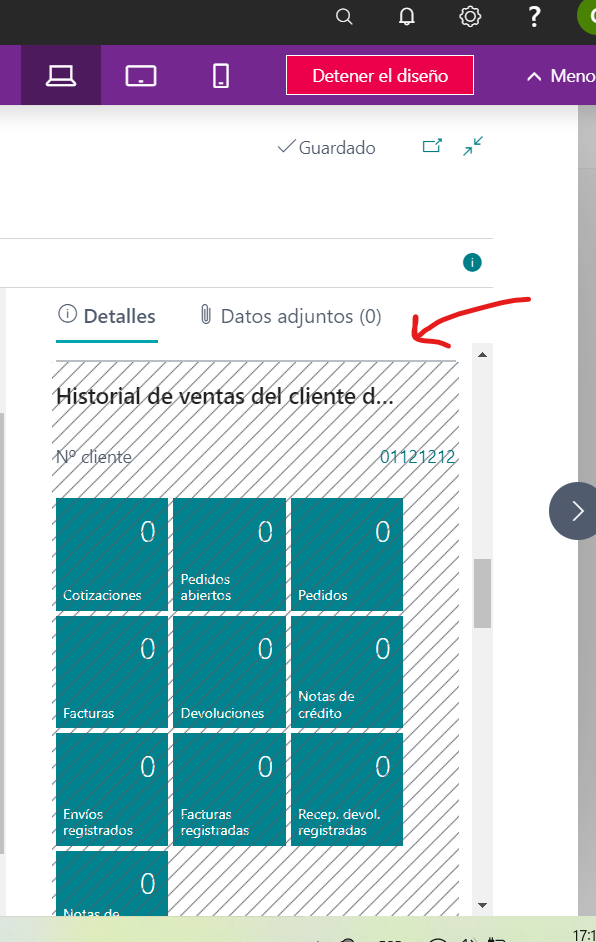 ?
Detener el diseño
Meno
Guardado
Detalles
Datos adjuntos (0)
Historial de ventas del cliente d...
Nº cliente
01121212
0
Cotizaciones
0
Pedidos
abiertos
0
Pedidos
0
Facturas
0
Devoluciones
0
Notas de
crédito
0
Envíos
registrados
0
Facturas
registradas
0
Recep. devol.
registradas
0
Notas de
17:1